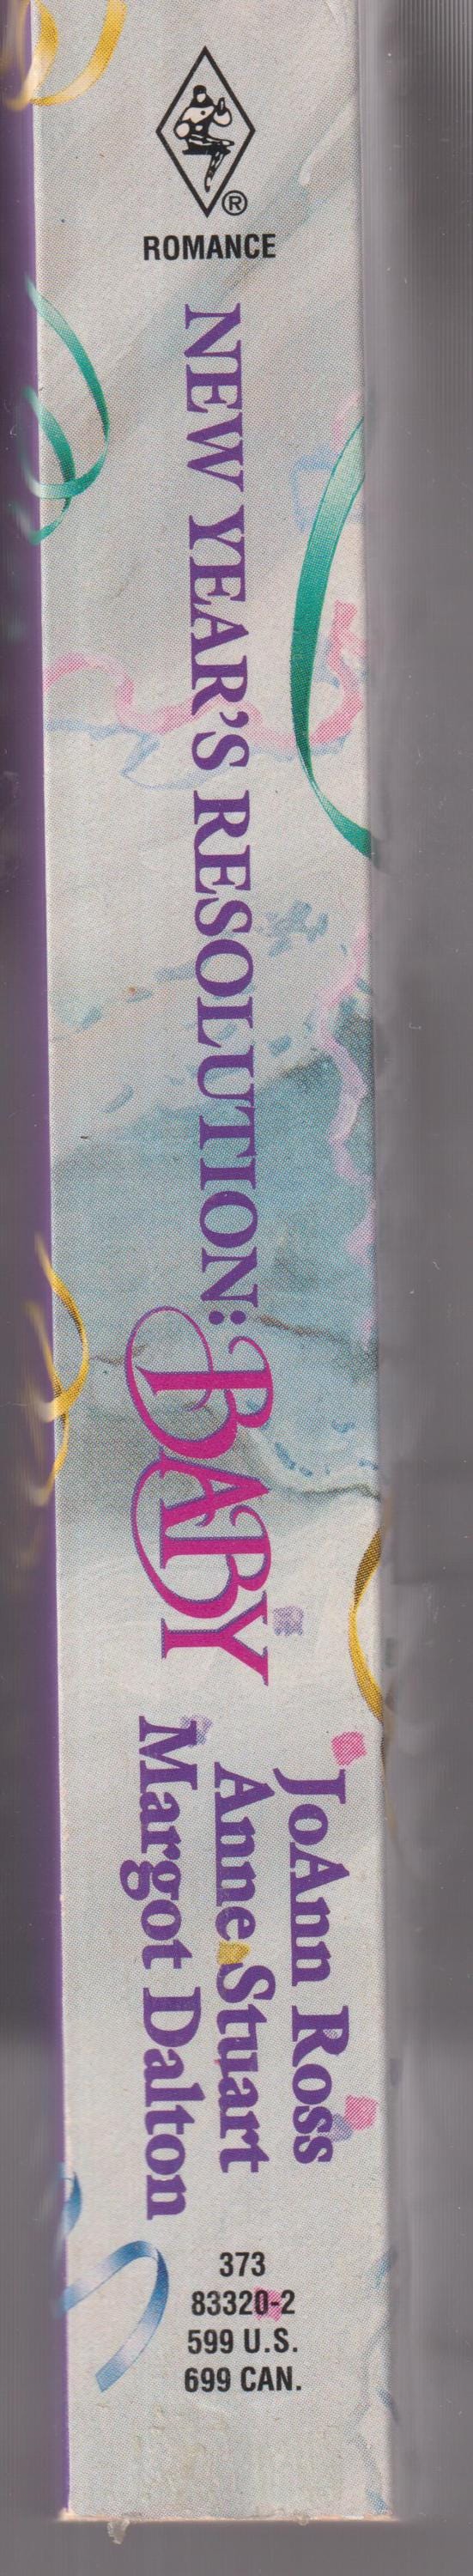 ®
ROMANCE
NEW YEAR'S RESOLUTION: BABY
JoAnn Ross
Anne Stuart
Margot Dalton
373
83320-2
599 U.S.
699 CAN.